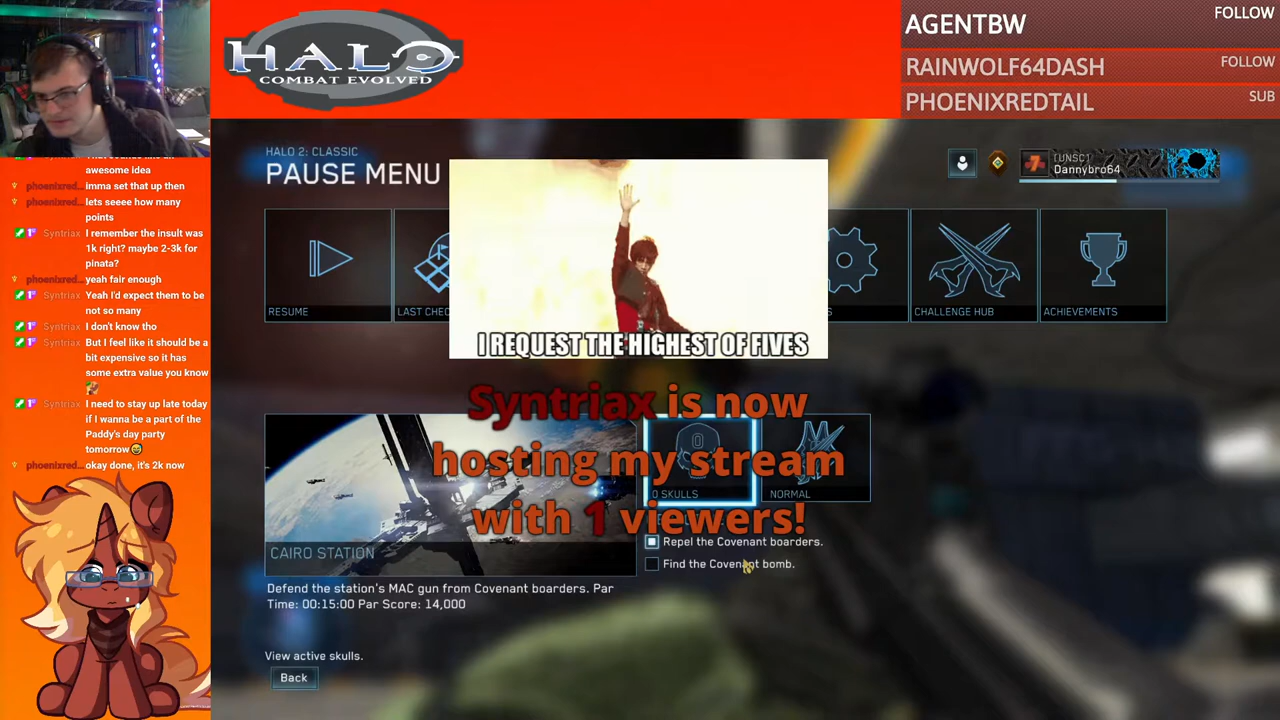 HALO
COMBAT EVOLVED
AGENTBW
FOLLOW
RAINWOLF64DASH
FOLLOW
PHOENIXREDTAIL
SUB
awesome idea
phoenixred... imma set that up then
phoenixred... lets seeee how many
points
Syntriax I remember the insult was
1k right? maybe 2-3k for
pinata?
phoenixred... yeah fair enough
Syntriax Yeah I'd expect them to be
not so many
Syntriax I don't know tho
Syntriax But I feel like it should be a
bit expensive so it has
some extra value you know
Syntriax I need to stay up late today
if I wanna be a part of the
Paddy's day party
tomorrow
phoenixred... okay done, it's 2k now
HALO 2: CLASSIC
PAUSE MENU
[UNSC]
Dannybro64
RESUME
LAST CHEC
S
CHALLENGE HUB
ACHIEVEMENTS
I REQUEST THE HIGHEST OF FIVES
Syntriax is now
hosting my stream
with 1 viewers!
0 SKULLS
NORMAL
CAIRO STATION
Repel the Covenant boarders.
Find the Covenant bomb.
Defend the station's MAC gun from Covenant boarders. Par
Time: 00:15:00 Par Score: 14,000
View active skulls.
Back